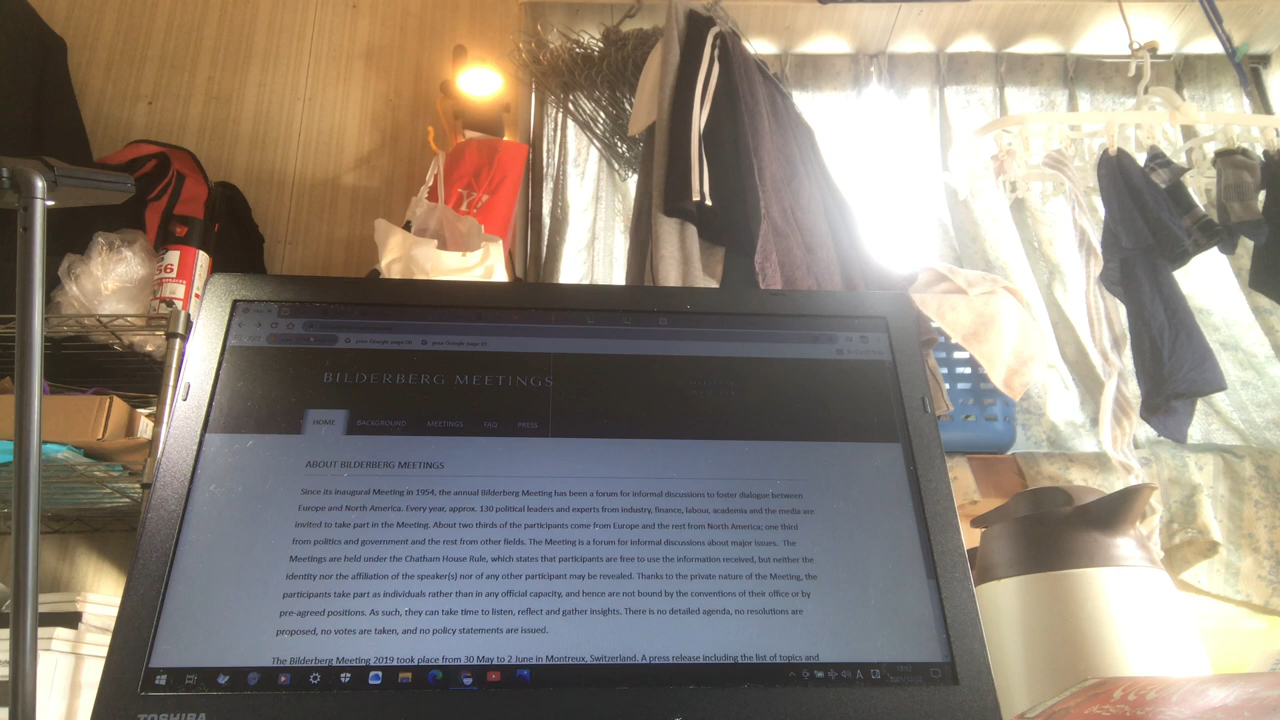 Y!
56
your Google page 00
your Google page 01
BILDERBERG MEETINGS
HOME BACKGROUND MEETINGS FAQ PRESS
ABOUT BILDERBERG MEETINGS
Since its inaugural Meeting in 1954, the annual Bilderberg Meeting has been a forum for informal discussions to foster dialogue between
Europe and North America. Every year, approx. 130 political leaders and experts from industry, finance, labour, academia and the media are
invited to take part in the Meeting. About two thirds of the participants come from Europe and the rest from North America; one third
from politics and government and the rest from other fields. The Meeting is a forum for informal discussions about major issues. The
Meetings are held under the Chatham House Rule, which states that participants are free to use the information received, but neither the
identity nor the affiliation of the speaker(s) nor of any other participant may be revealed. Thanks to the private nature of the Meeting, the
participants take part as individuals rather than in any official capacity, and hence are not bound by the conventions of their office or by
pre-agreed positions. As such, they can take time to listen, reflect and gather insights. There is no detailed agenda, no resolutions are
proposed, no votes are taken, and no policy statements are issued.
The Bilderberg Meeting 2019 took place from 30 May to 2 June in Montreux, Switzerland. A press release including the list of topics and
A
TOSHIBA